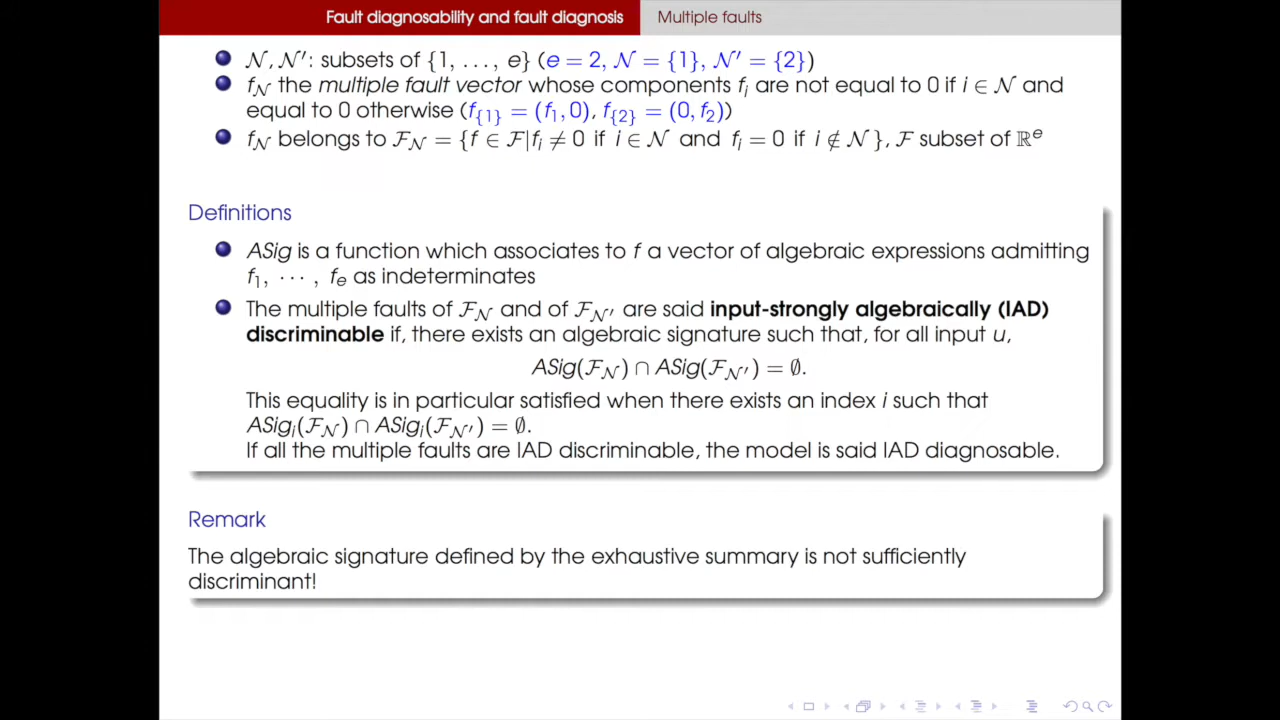 Fault diagnosability and fault diagnosis Multiple faults
𝒩, 𝒩′: subsets of {1, …, e} (e = 2, 𝒩 = {1}, 𝒩′ = {2})
f_𝒩 the multiple fault vector whose components f_i are not equal to 0 if i ∈ 𝒩 and
equal to 0 otherwise (f_{1} = (f_1, 0), f_{2} = (0, f_2))
f_𝒩 belongs to ℱ_𝒩 = {f ∈ ℱ|f_i ≠ 0 if i ∈ 𝒩 and f_i = 0 if i ∉ 𝒩}, ℱ subset of ℝ^e
Definitions
ASig is a function which associates to f a vector of algebraic expressions admitting
f_1, ⋯ , f_e as indeterminates
The multiple faults of ℱ_𝒩 and of ℱ_𝒩′ are said input-strongly algebraically (IAD)
discriminable if, there exists an algebraic signature such that, for all input u,
ASig(ℱ_𝒩) ∩ ASig(ℱ_𝒩′) = ∅.
This equality is in particular satisfied when there exists an index i such that
ASig_i(ℱ_𝒩) ∩ ASig_i(ℱ_𝒩′) = ∅.
If all the multiple faults are IAD discriminable, the model is said IAD diagnosable.
Remark
The algebraic signature defined by the exhaustive summary is not sufficiently
discriminant!